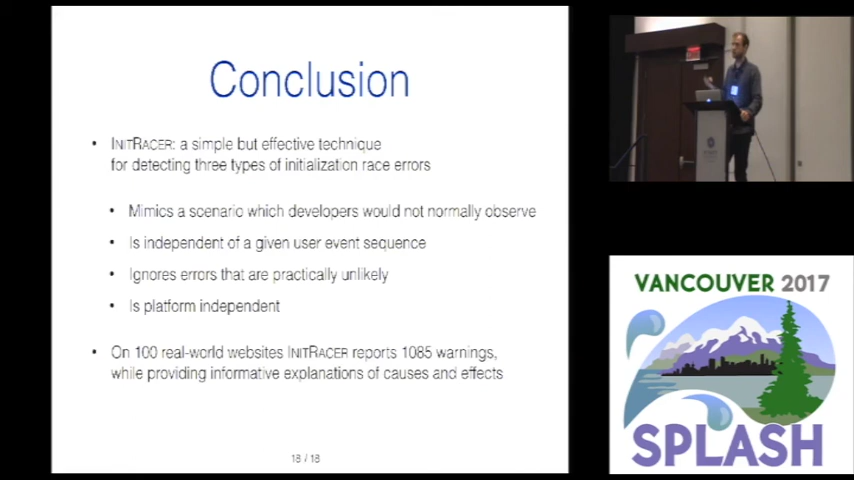 Conclusion
• INITRACER: a simple but effective technique
for detecting three types of initialization race errors
• Mimics a scenario which developers would not normally observe
• Is independent of a given user event sequence
• Ignores errors that are practically unlikely
• Is platform independent
• On 100 real-world websites INITRACER reports 1085 warnings,
while providing informative explanations of causes and effects
18 / 18
VANCOUVER 2017
SPLASH